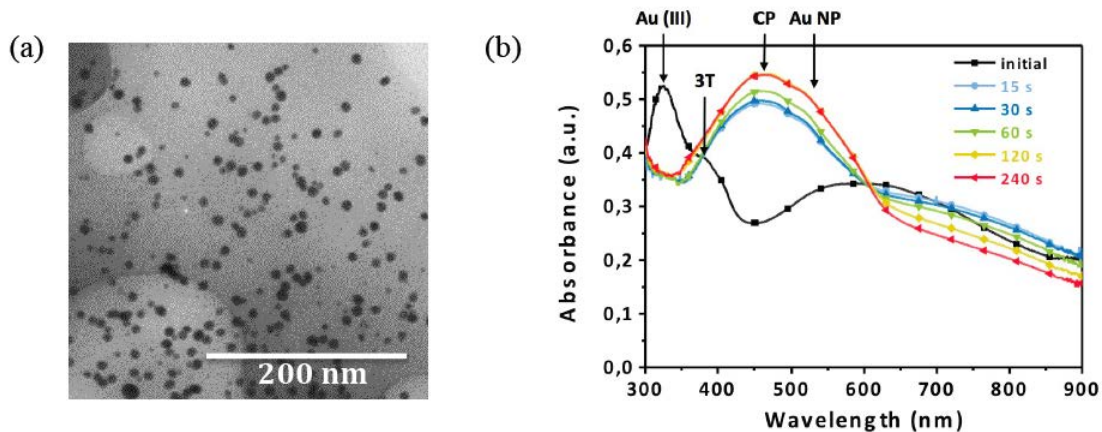 (a)
200 nm
(b)
Au (III)
CP
Au NP
3T
initial
15 s
30 s
60 s
120 s
240 s
0,6
0,5
0,4
0,3
0,2
0,1
0,0
Absorbance (a.u.)
300 400 500 600 700 800 900
Wavelength (nm)